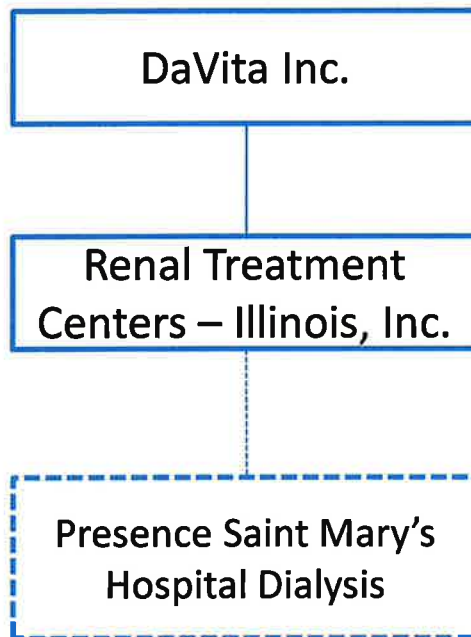 DaVita Inc.
Renal Treatment
Centers – Illinois, Inc.
Presence Saint Mary’s
Hospital Dialysis